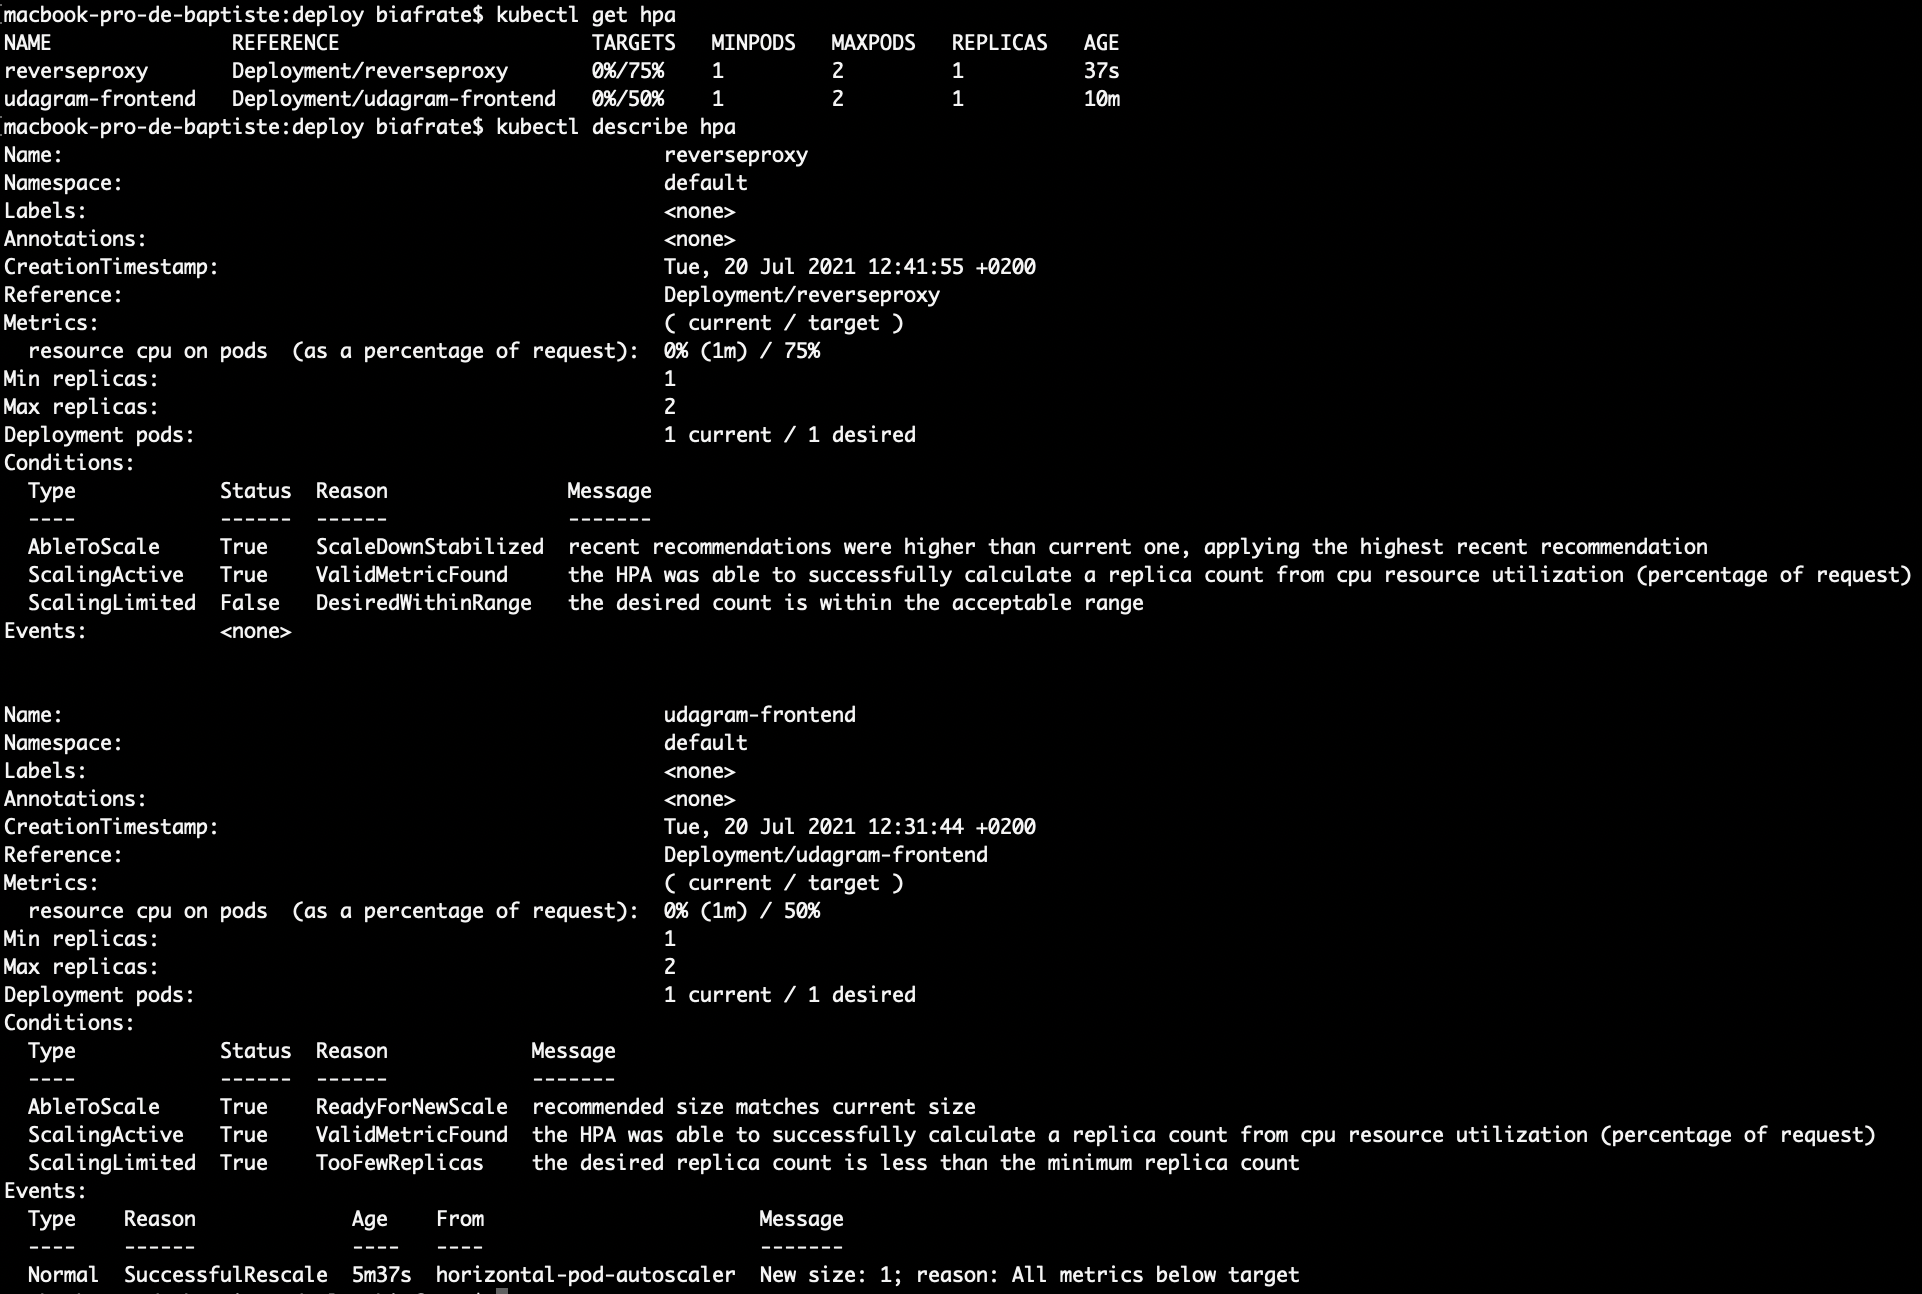 macbook-pro-de-baptiste:deploy biafrate$ kubectl get hpa
NAME               REFERENCE                     TARGETS   MINPODS   MAXPODS   REPLICAS   AGE
reverseproxy       Deployment/reverseproxy       0%/75%    1         2         1          37s
udagram-frontend   Deployment/udagram-frontend   0%/50%    1         2         1          10m
macbook-pro-de-baptiste:deploy biafrate$ kubectl describe hpa
Name:                                                  reverseproxy
Namespace:                                             default
Labels:                                                <none>
Annotations:                                           <none>
CreationTimestamp:                                     Tue, 20 Jul 2021 12:41:55 +0200
Reference:                                             Deployment/reverseproxy
Metrics:                                               ( current / target )
  resource cpu on pods  (as a percentage of request):  0% (1m) / 75%
Min replicas:                                          1
Max replicas:                                          2
Deployment pods:                                       1 current / 1 desired
Conditions:
  Type            Status  Reason               Message
  ----            ------  ------               -------
  AbleToScale     True    ScaleDownStabilized  recent recommendations were higher than current one, applying the highest recent recommendation
  ScalingActive   True    ValidMetricFound     the HPA was able to successfully calculate a replica count from cpu resource utilization (percentage of request)
  ScalingLimited  False   DesiredWithinRange   the desired count is within the acceptable range
Events:           <none>
Name:                                                  udagram-frontend
Namespace:                                             default
Labels:                                                <none>
Annotations:                                           <none>
CreationTimestamp:                                     Tue, 20 Jul 2021 12:31:44 +0200
Reference:                                             Deployment/udagram-frontend
Metrics:                                               ( current / target )
  resource cpu on pods  (as a percentage of request):  0% (1m) / 50%
Min replicas:                                          1
Max replicas:                                          2
Deployment pods:                                       1 current / 1 desired
Conditions:
  Type            Status  Reason            Message
  ----            ------  ------            -------
  AbleToScale     True    ReadyForNewScale  recommended size matches current size
  ScalingActive   True    ValidMetricFound  the HPA was able to successfully calculate a replica count from cpu resource utilization (percentage of request)
  ScalingLimited  True    TooFewReplicas    the desired replica count is less than the minimum replica count
Events:
  Type    Reason             Age    From                       Message
  ----    ------             ----   ----                       -------
  Normal  SuccessfulRescale  5m37s  horizontal-pod-autoscaler  New size: 1; reason: All metrics below target